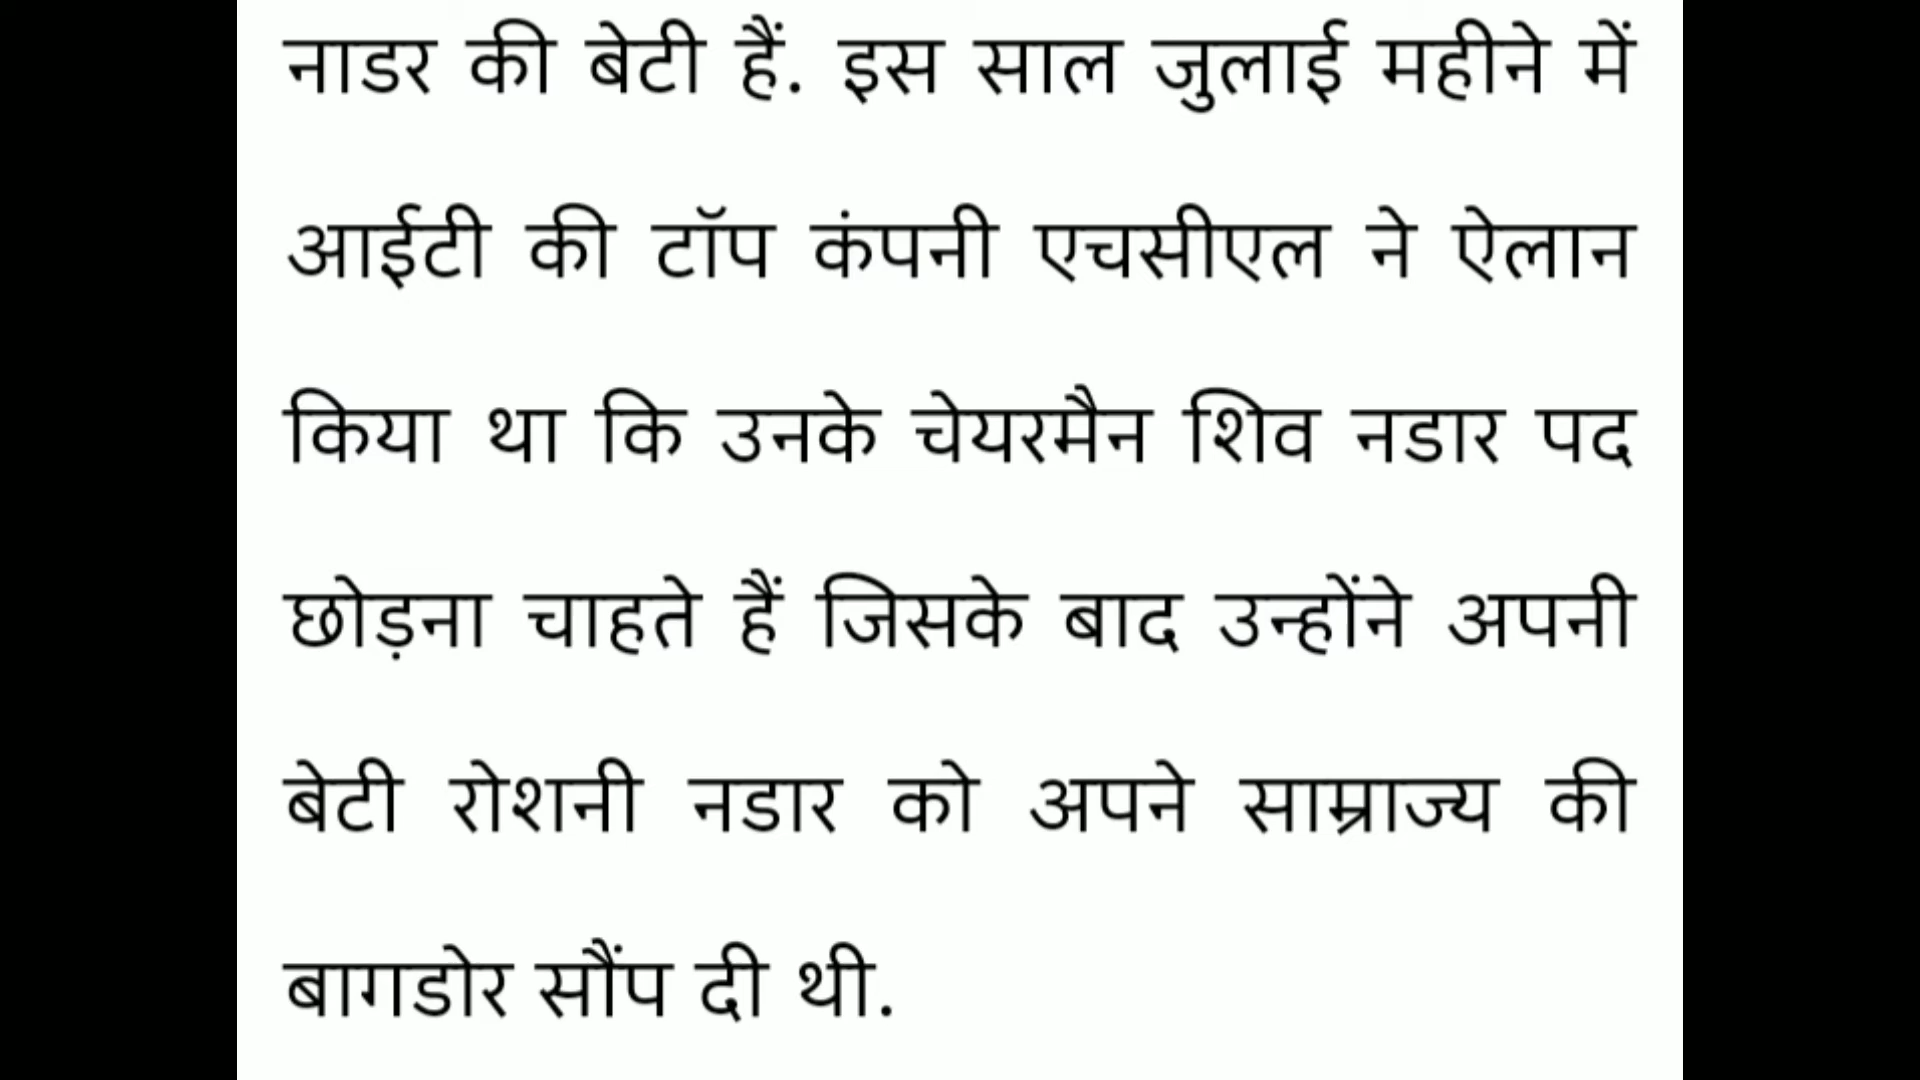 नाडर की बेटी हैं. इस साल जुलाई महीने में
आईटी की टॉप कंपनी एचसीएल ने ऐलान
किया था कि उनके चेयरमैन शिव नडार पद
छोड़ना चाहते हैं जिसके बाद उन्होंने अपनी
बेटी रोशनी नडार को अपने साम्राज्य की
बागडोर सौंप दी थी.